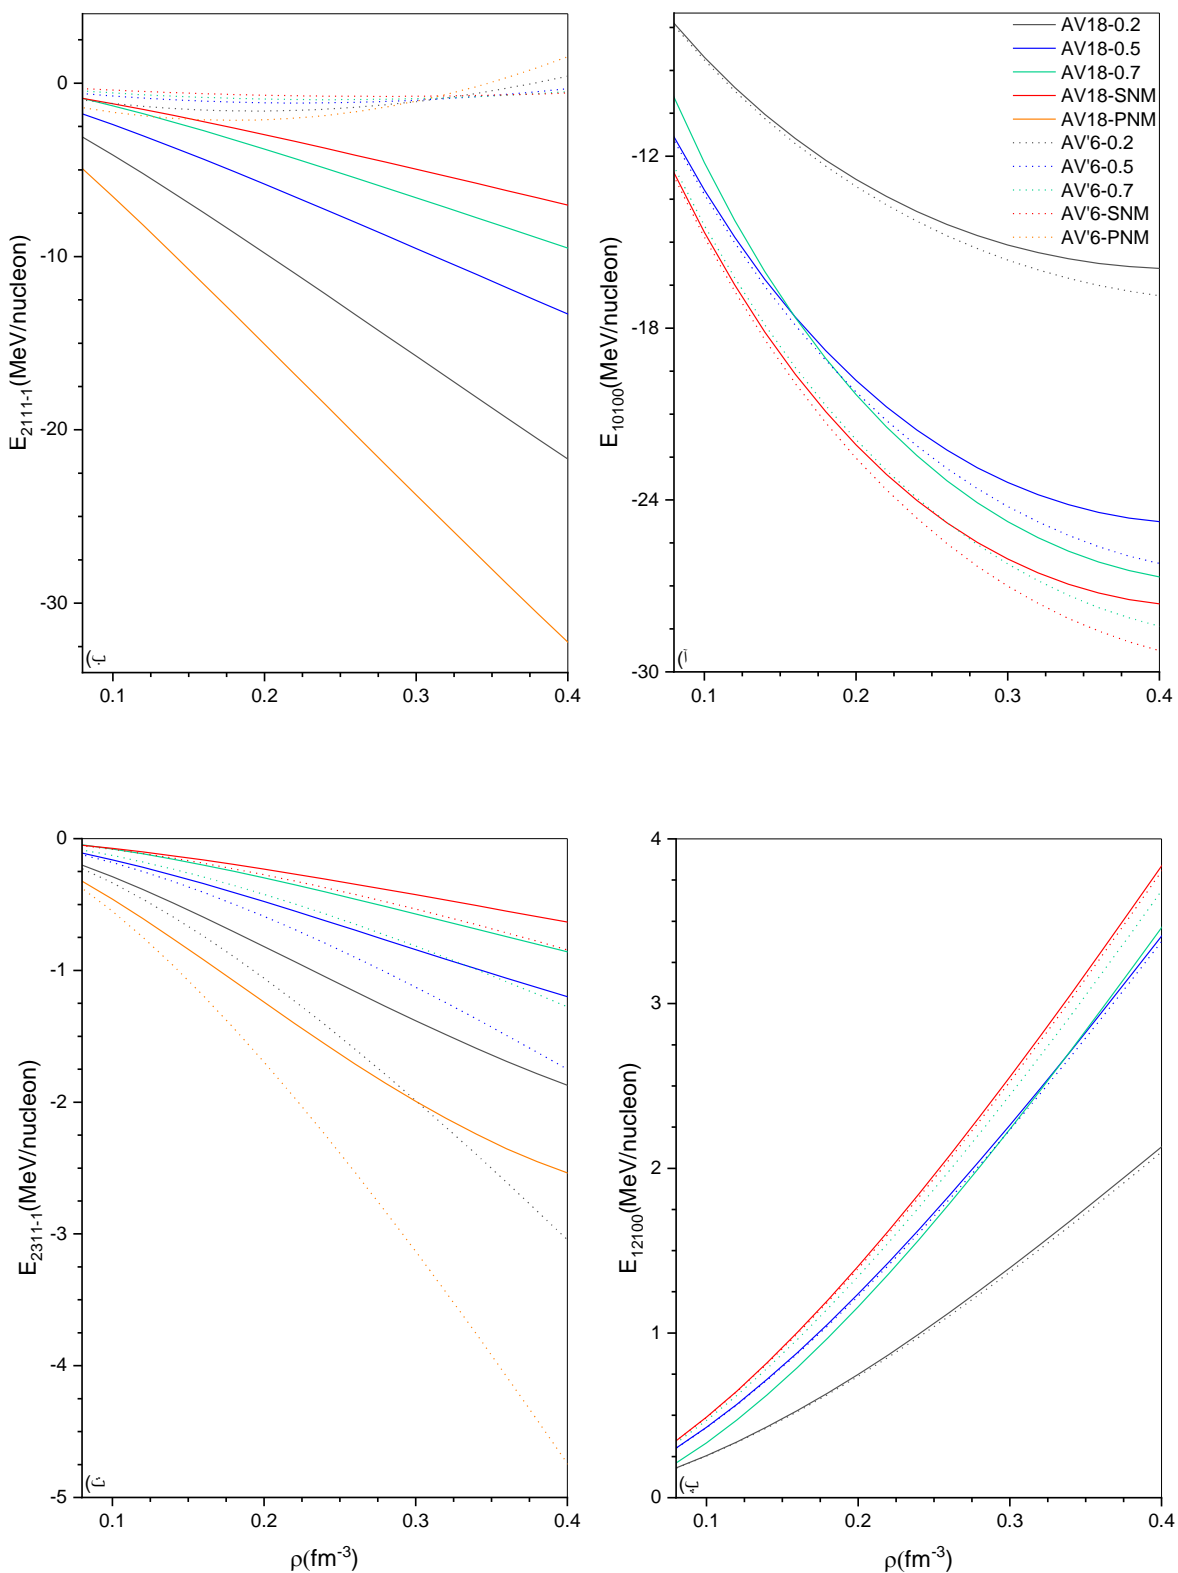 0
-10
-20
-30
E2111-1(MeV/nucleon)
0.1 0.2 0.3 0.4
-12
-18
-24
-30
E10100(MeV/nucleon)
0.1 0.2 0.3 0.4
(آ
AV18-0.2
AV18-0.5
AV18-0.7
AV18-SNM
AV18-PNM
AV'6-0.2
AV'6-0.5
AV'6-0.7
AV'6-SNM
AV'6-PNM
0
-1
-2
-3
-4
-5
E2311-1(MeV/nucleon)
0.1 0.2 0.3 0.4
ρ(fm-3)
4
3
2
1
0
E12100(MeV/nucleon)
0.1 0.2 0.3 0.4
ρ(fm-3)